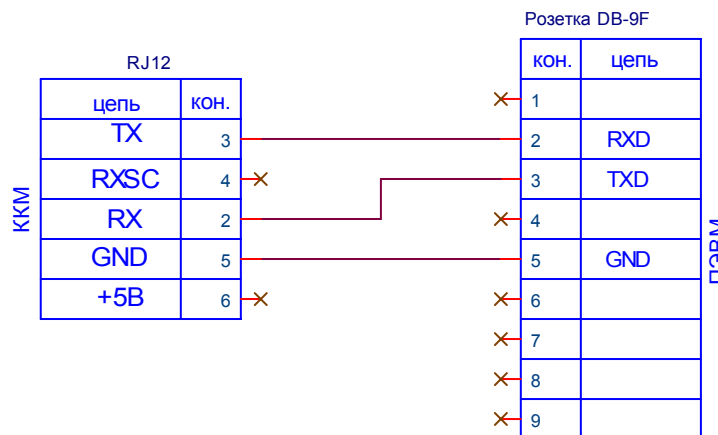 Розетка DB-9F
RJ12
кон. цепь
цепь кон.
1
TX 3
2 RXD
RXSC 4
3 TXD
RX 2
4
GND 5
5 GND
+5В 6
6
7
8
9
ККМ
ПЭВМ